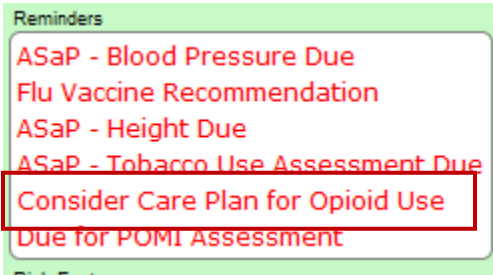 Reminders
ASaP - Blood Pressure Due
Flu Vaccine Recommendation
ASaP - Height Due
ASaP - Tobacco Use Assessment Due
Consider Care Plan for Opioid Use
Due for POMI Assessment